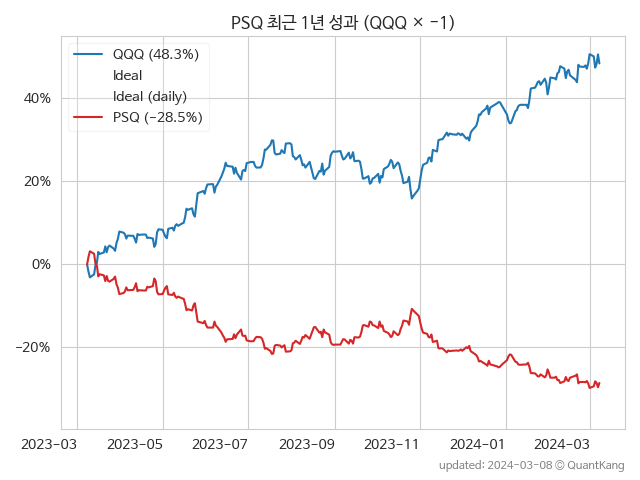 PSQ 최근 1년 성과 (QQQ × −1)
QQQ (48.3%)
Ideal
Ideal (daily)
PSQ (−28.5%)
40%
20%
0%
−20%
2023−03 2023−05 2023−07 2023−09 2023−11 2024−01 2024−03
updated: 2024-03-08 © QuantKang